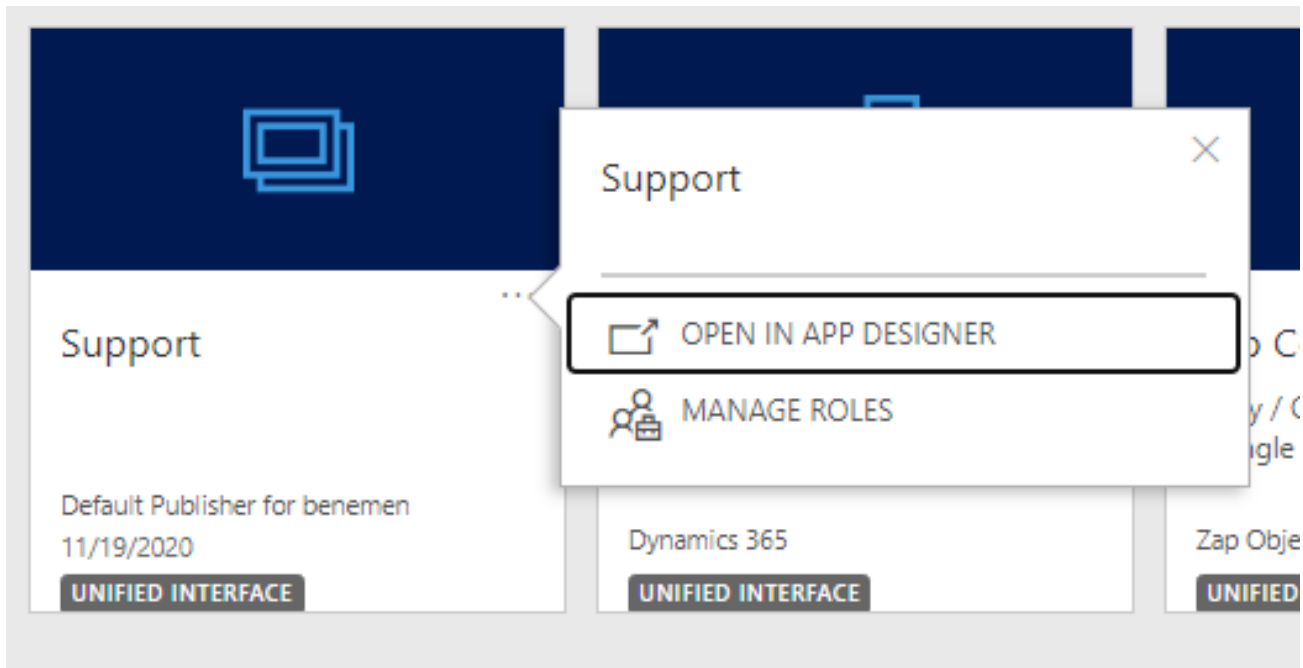 Support
Default Publisher for benemen
11/19/2020
UNIFIED INTERFACE
Support
OPEN IN APP DESIGNER
MANAGE ROLES
Dynamics 365
UNIFIED INTERFACE
y / C
Zap Obje
UNIFIED